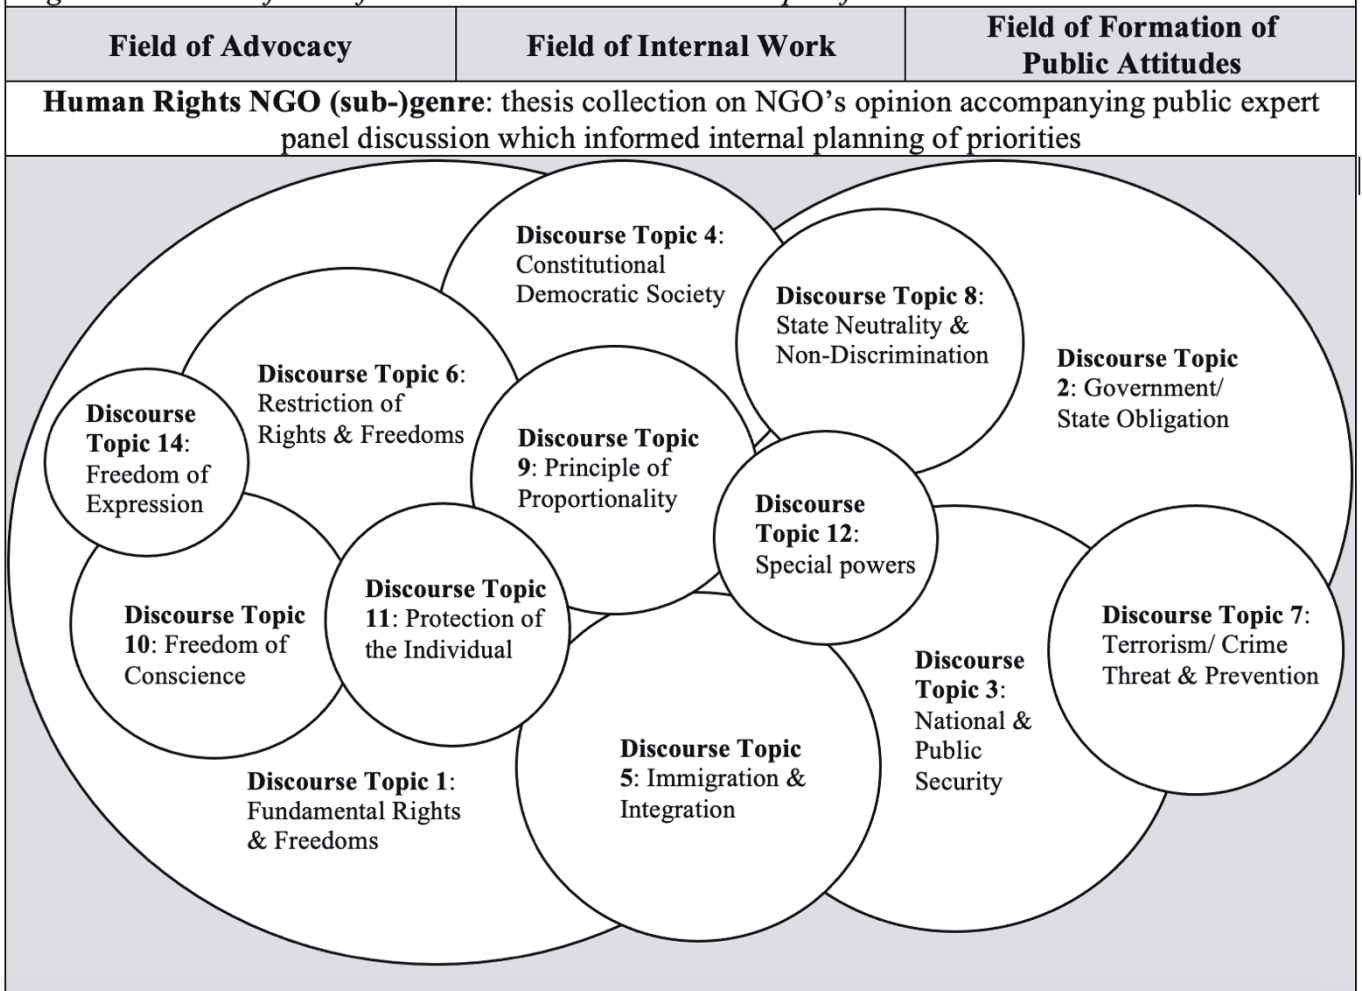 Field of Advocacy
Field of Internal Work
Field of Formation of
Public Attitudes
Human Rights NGO (sub-)genre: thesis collection on NGO's opinion accompanying public expert
panel discussion which informed internal planning of priorities
Discourse Topic 4:
Constitutional
Democratic Society
Discourse Topic 8:
State Neutrality &
Non-Discrimination
Discourse Topic
2: Government/
State Obligation
Discourse Topic 6:
Restriction of
Rights & Freedoms
Discourse
Topic 14:
Freedom of
Expression
Discourse Topic
9: Principle of
Proportionality
Discourse
Topic 12:
Special powers
Discourse Topic
10: Freedom of
Conscience
Discourse Topic
11: Protection of
the Individual
Discourse Topic 7:
Terrorism/ Crime
Threat & Prevention
Discourse
Topic 3:
National &
Public
Security
Discourse Topic
5: Immigration &
Integration
Discourse Topic 1:
Fundamental Rights
& Freedoms